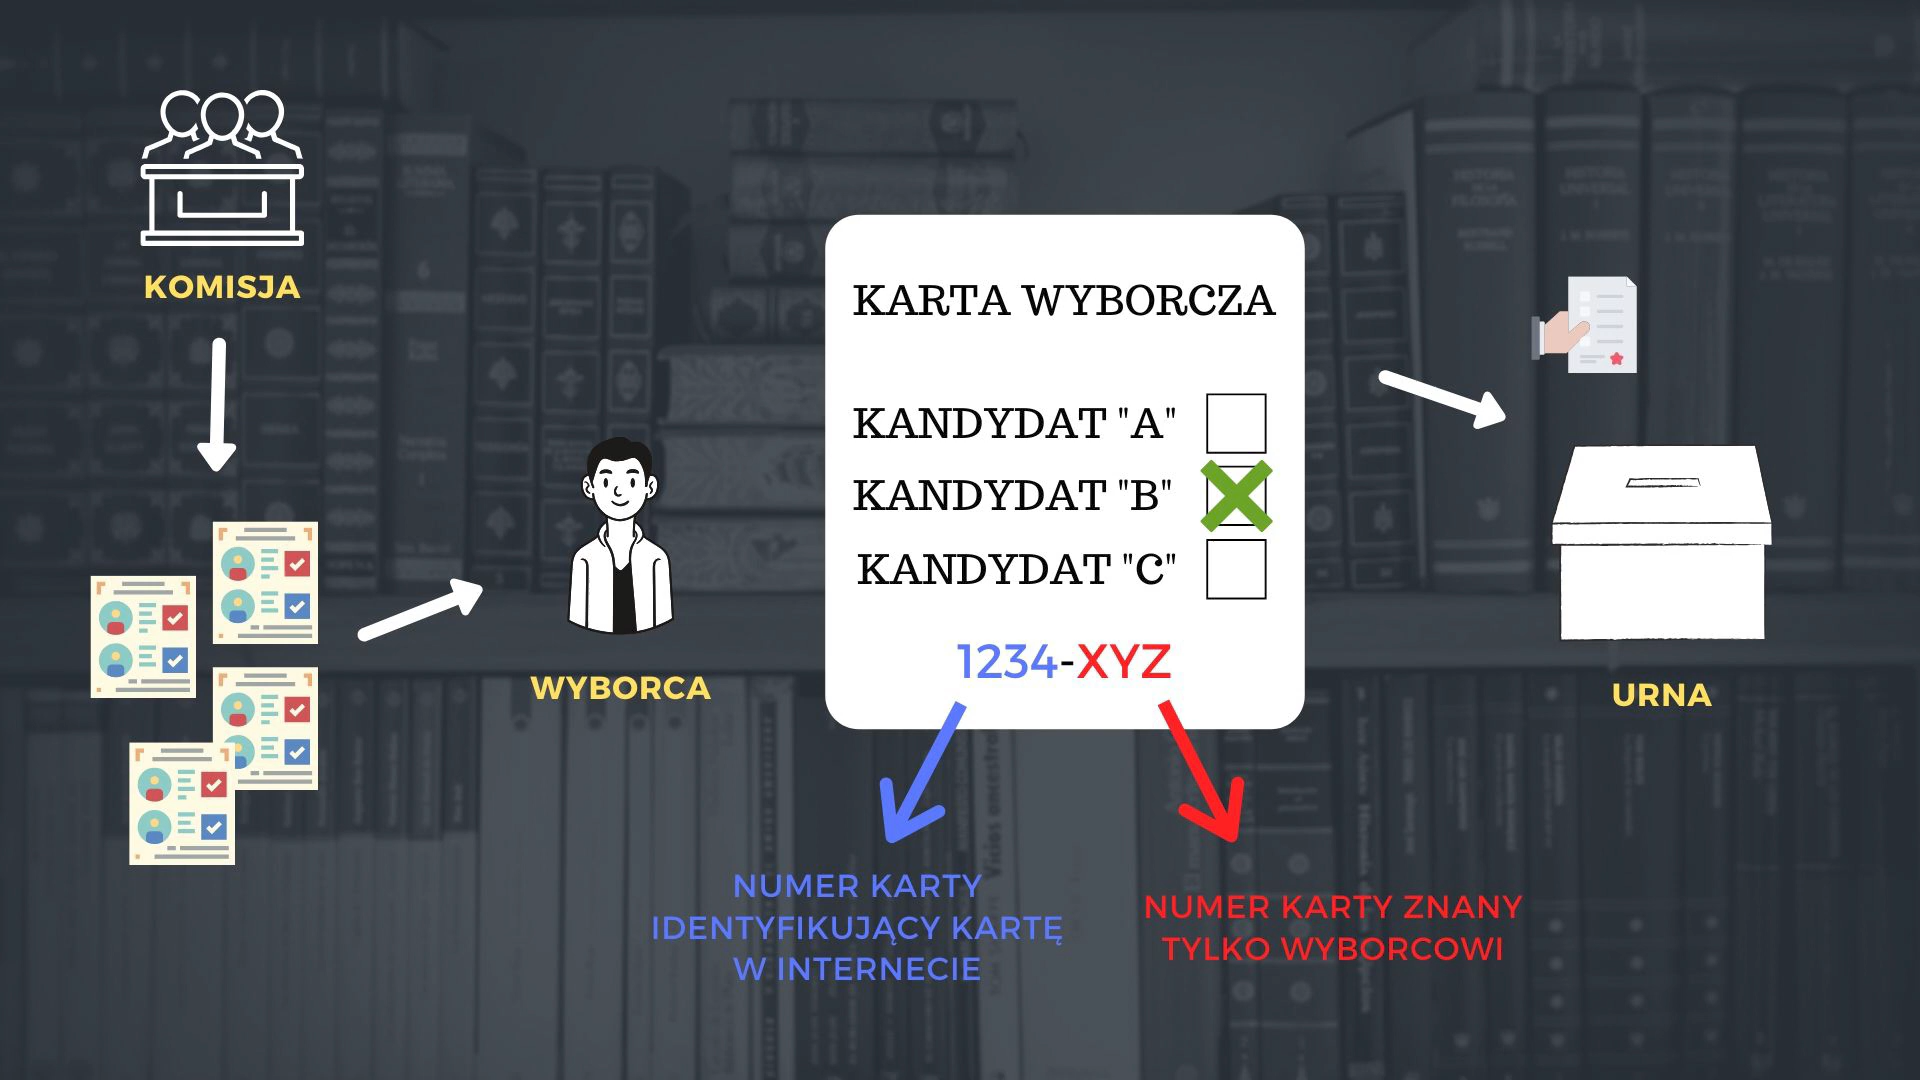 KOMISJA
WYBORCA
KARTA WYBORCZA
KANDYDAT "A"
KANDYDAT "B"
KANDYDAT "C"
1234-XYZ
NUMER KARTY
IDENTYFIKUJĄCY KARTĘ
W INTERNECIE
NUMER KARTY ZNANY
TYLKO WYBORCOWI
URNA